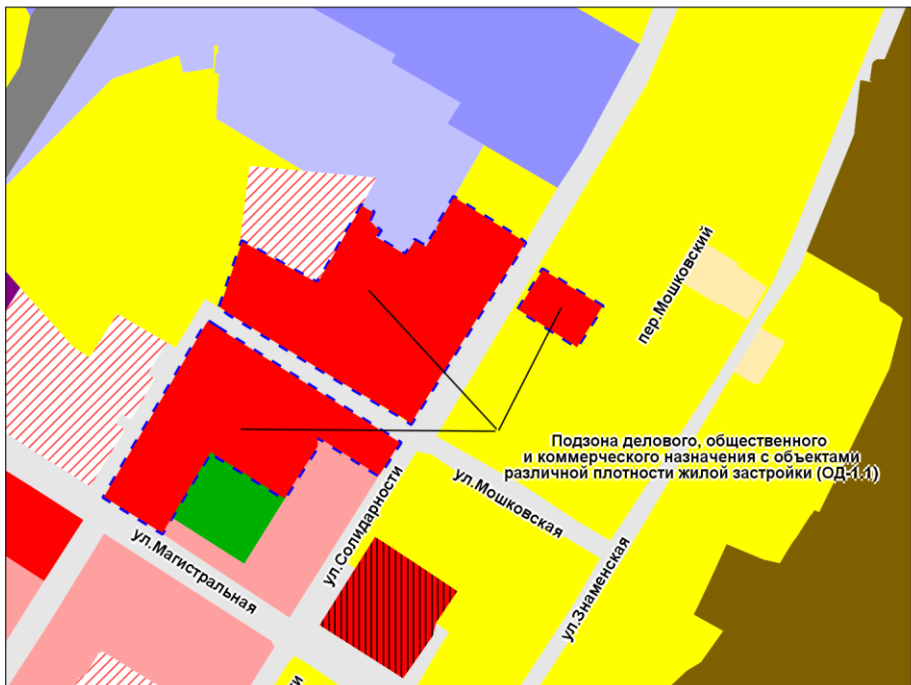 пер.Мошковский
Подзона делового, общественного
и коммерческого назначения с объектами
различной плотности жилой застройки (ОД-1.1)
ул.Мошковская
ул.Солидарности
ул.Магистральная
ул.Знаменская